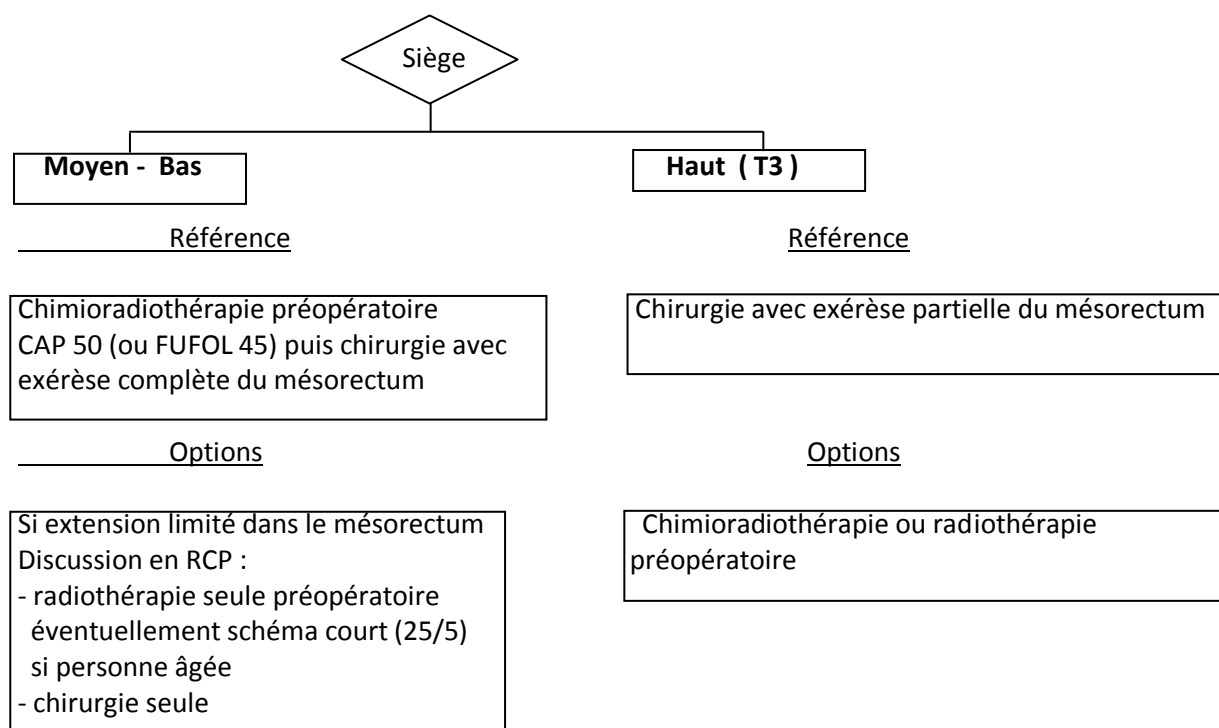 Siège
Moyen - Bas
Référence
Chimioradiothérapie préopératoire
CAP 50 (ou FUFOL 45) puis chirurgie avec
exérèse complète du mésorectum
Options
Si extension limité dans le mésorectum
Discussion en RCP :
- radiothérapie seule préopératoire
éventuellement schéma court (25/5)
si personne âgée
- chirurgie seule
Haut ( T3 )
Référence
Chirurgie avec exérèse partielle du mésorectum
Options
Chimioradiothérapie ou radiothérapie
préopératoire